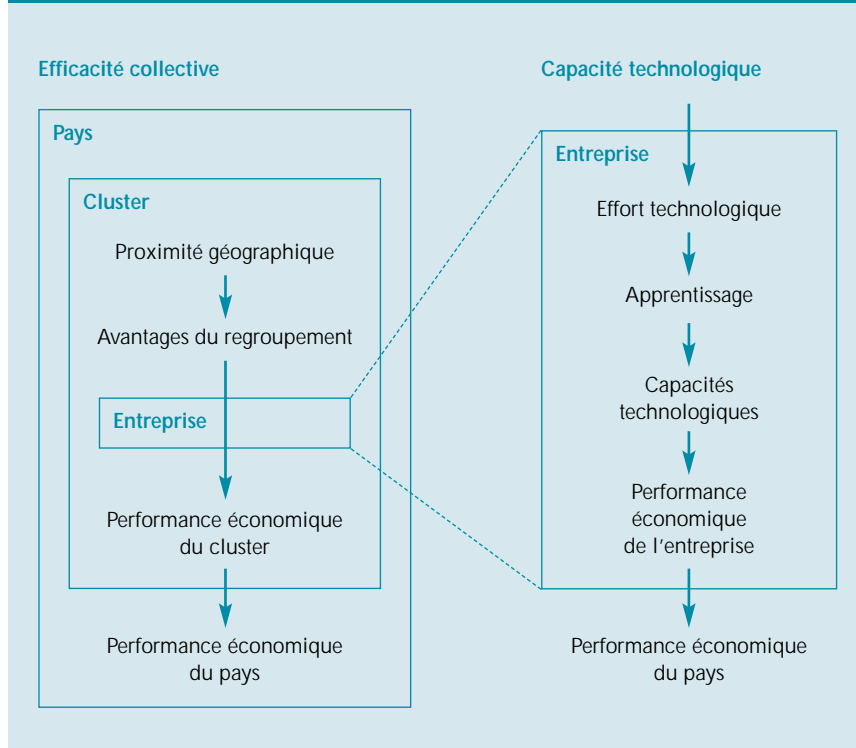 Efficacité collective
Pays
Cluster
Proximité géographique
Avantages du regroupement
Entreprise
Performance économique
du cluster
Performance économique
du pays
Capacité technologique
Entreprise
Effort technologique
Apprentissage
Capacités
technologiques
Performance
économique
de l'entreprise
Performance économique
du pays